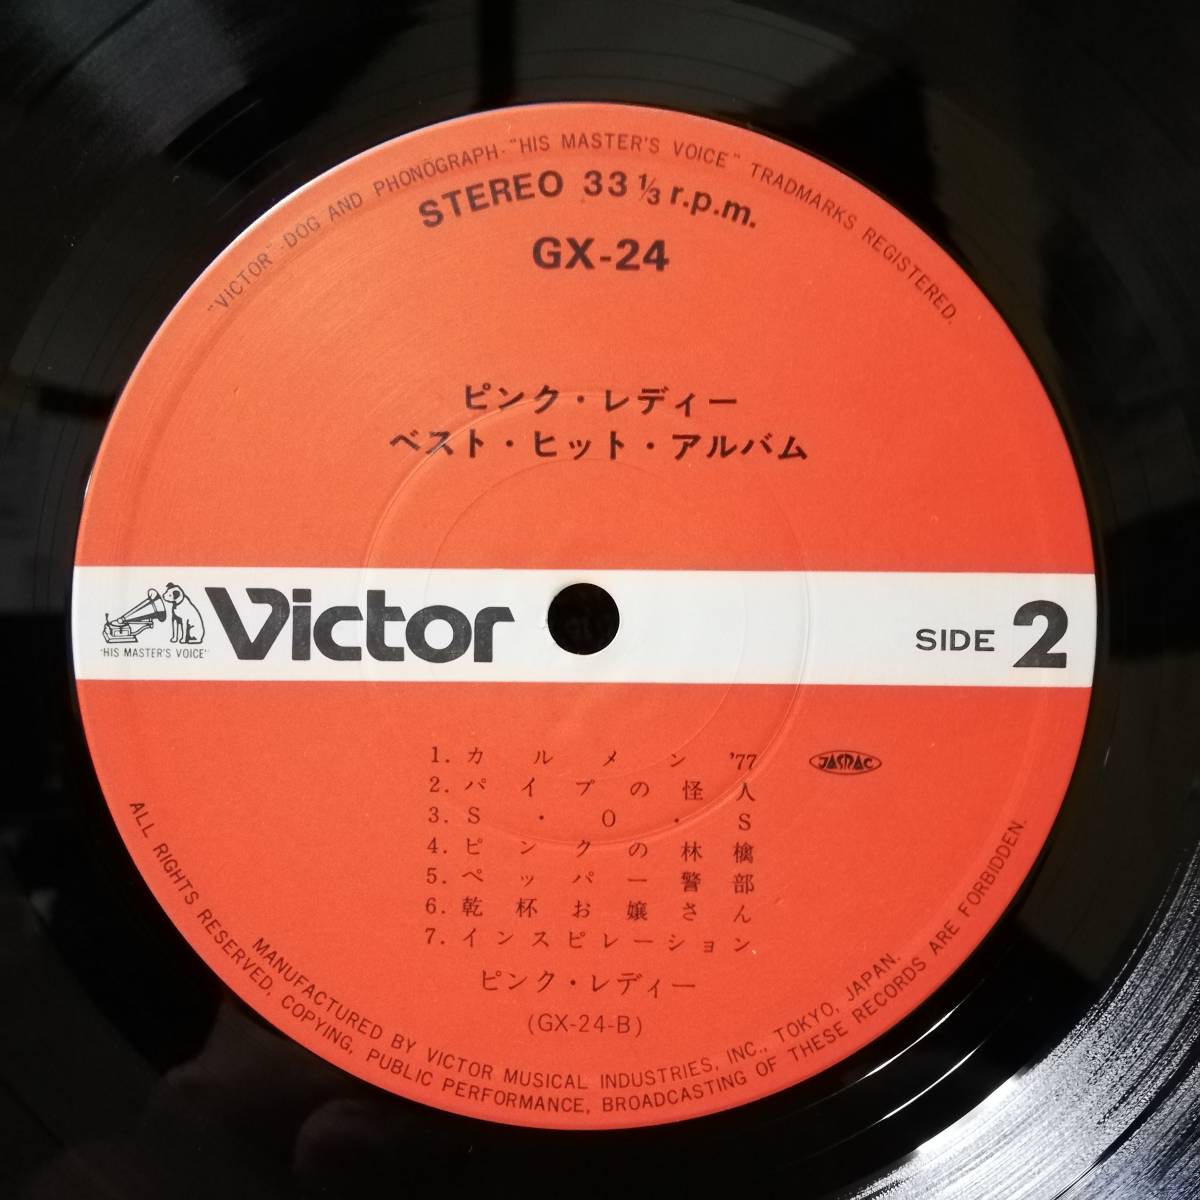 "VICTOR"-DOG AND PHONOGRAPH-"HIS MASTER'S VOICE" TRADMARKS REGISTERED.
STEREO 33 1/3 r.p.m.
GX-24
ピンク・レディー
ベスト・ヒット・アルバム
"HIS MASTER'S VOICE"
Victor
SIDE 2
1. カルメン '77
JASRAC
2. パイプの怪人
3. S・O・S
4. ピンクの林檎
5. ペッパー警部
6. 乾杯お嬢さん
7. インスピレーション
ピンク・レディー
(GX-24-B)
MANUFACTURED BY VICTOR MUSICAL INDUSTRIES, INC., TOKYO, JAPAN.
ALL RIGHTS RESERVED, COPYING, PUBLIC PERFORMANCE, BROADCASTING OF THESE RECORDS ARE FORBIDDEN.